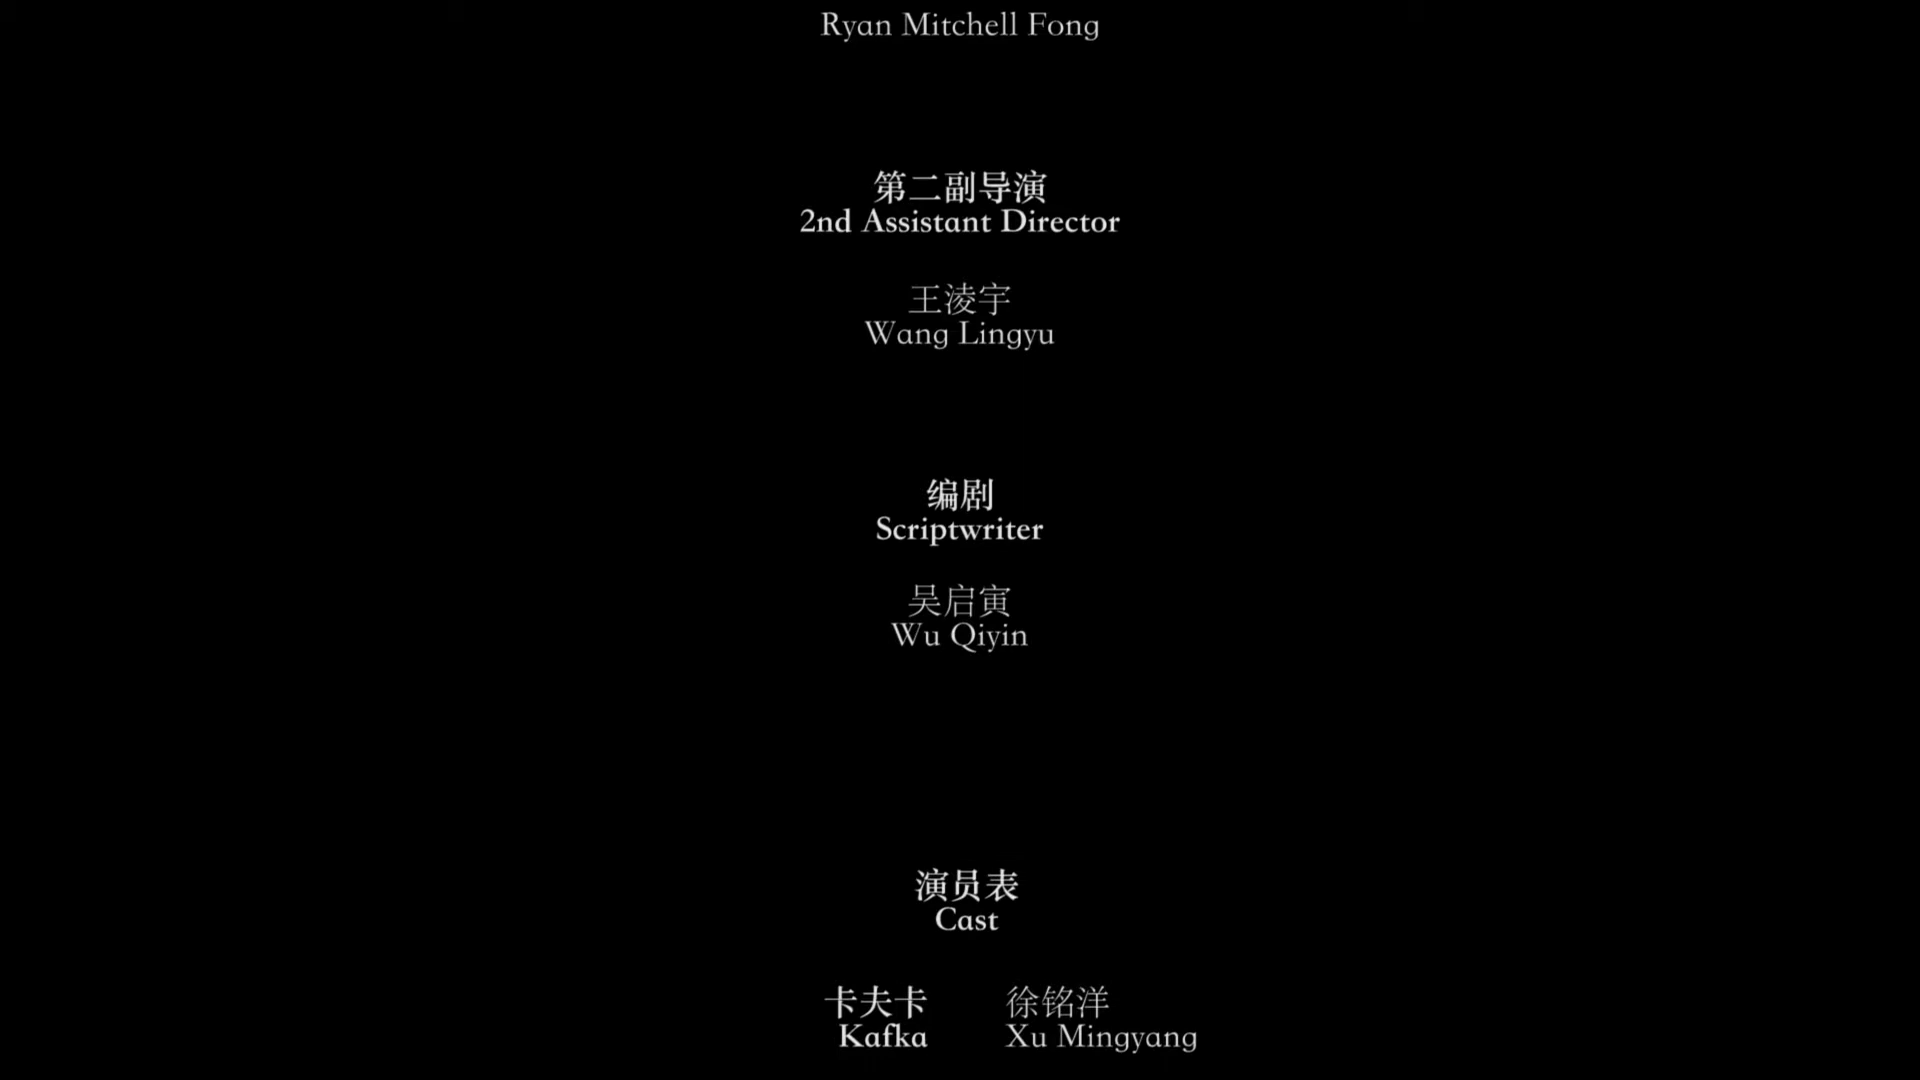 Ryan Mitchell Fong
第二副导演
2nd Assistant Director
王淩宇
Wang Lingyu
编剧
Scriptwriter
吴启寅
Wu Qiyin
演员表
Cast
卡夫卡 徐铭洋
Kafka Xu Mingyang